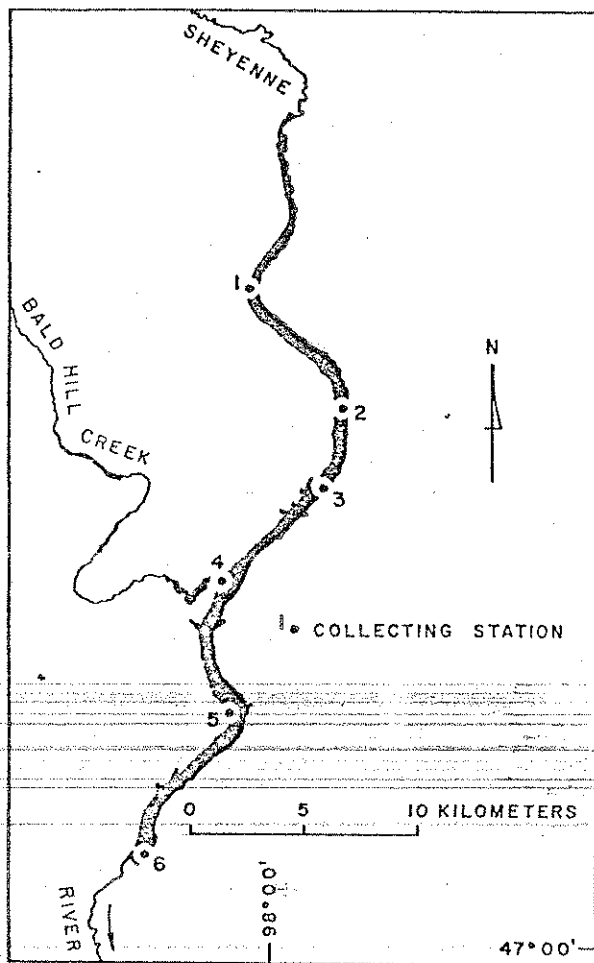 SHEYENNE
1
BALD HILL
CREEK
N
2
3
4
1 COLLECTING STATION
5
0 5 10 KILOMETERS
6
RIVER
98°00'
47°00'